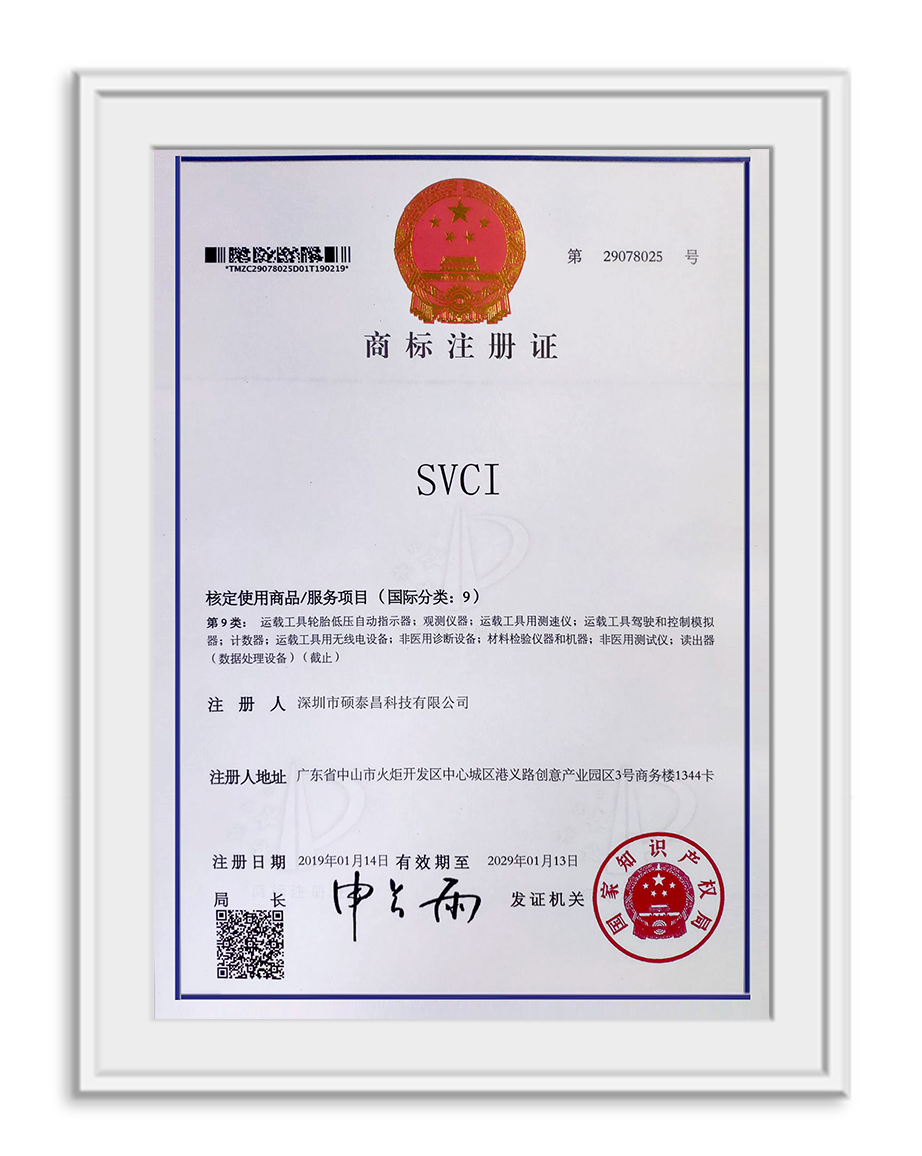 *TMZC29078025D01T190219*
第 29078025 号
商标注册证
SVCI
核定使用商品/服务项目（国际分类：9）
第9类：运载工具轮胎低压自动指示器；观测仪器；运载工具用测速仪；运载工具驾驶和控制模拟
器；计数器；运载工具用无线电设备；非医用诊断设备；材料检验仪器和机器；非医用测试仪；读出器
（数据处理设备）（截止）
注册人 深圳市硕泰昌科技有限公司
注册人地址 广东省中山市火炬开发区中心城区港义路创意产业园区3号商务楼1344卡
注册日期 2019年01月14日 有效期至 2029年01月13日
局长 申长雨 发证机关
国家知识产权局